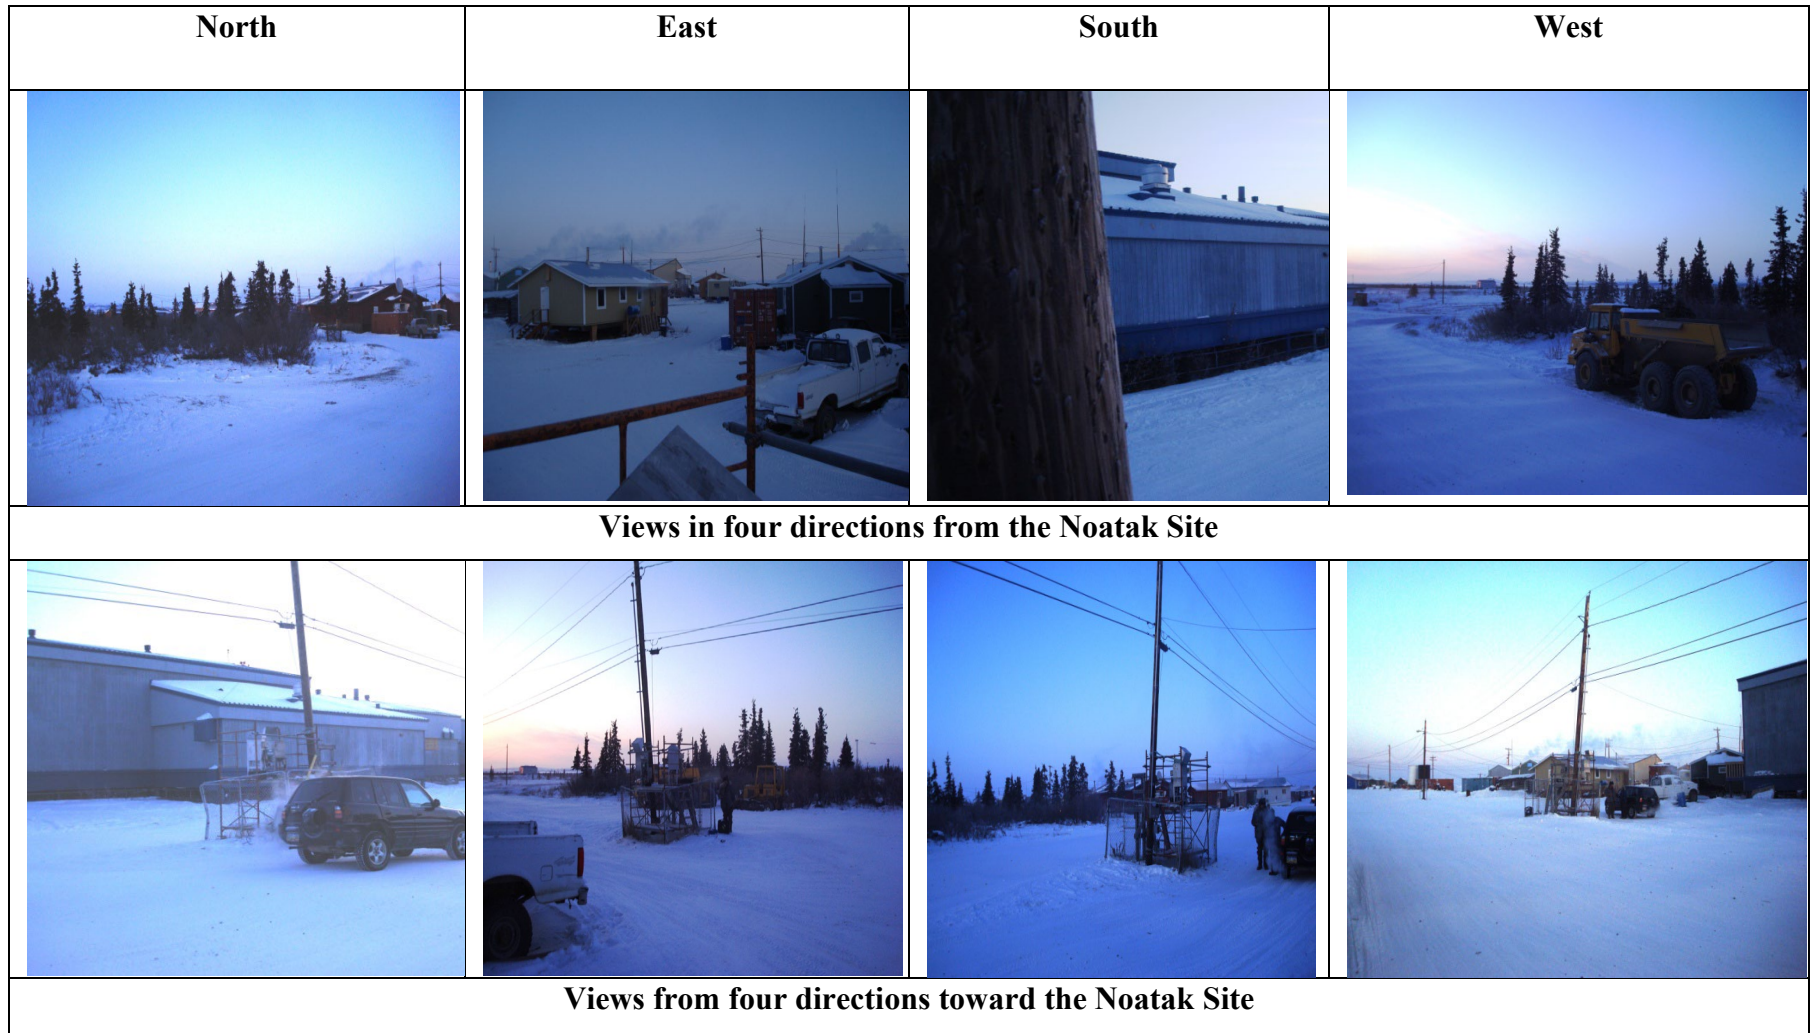 North
East
South
West
Views in four directions from the Noatak Site
Views from four directions toward the Noatak Site